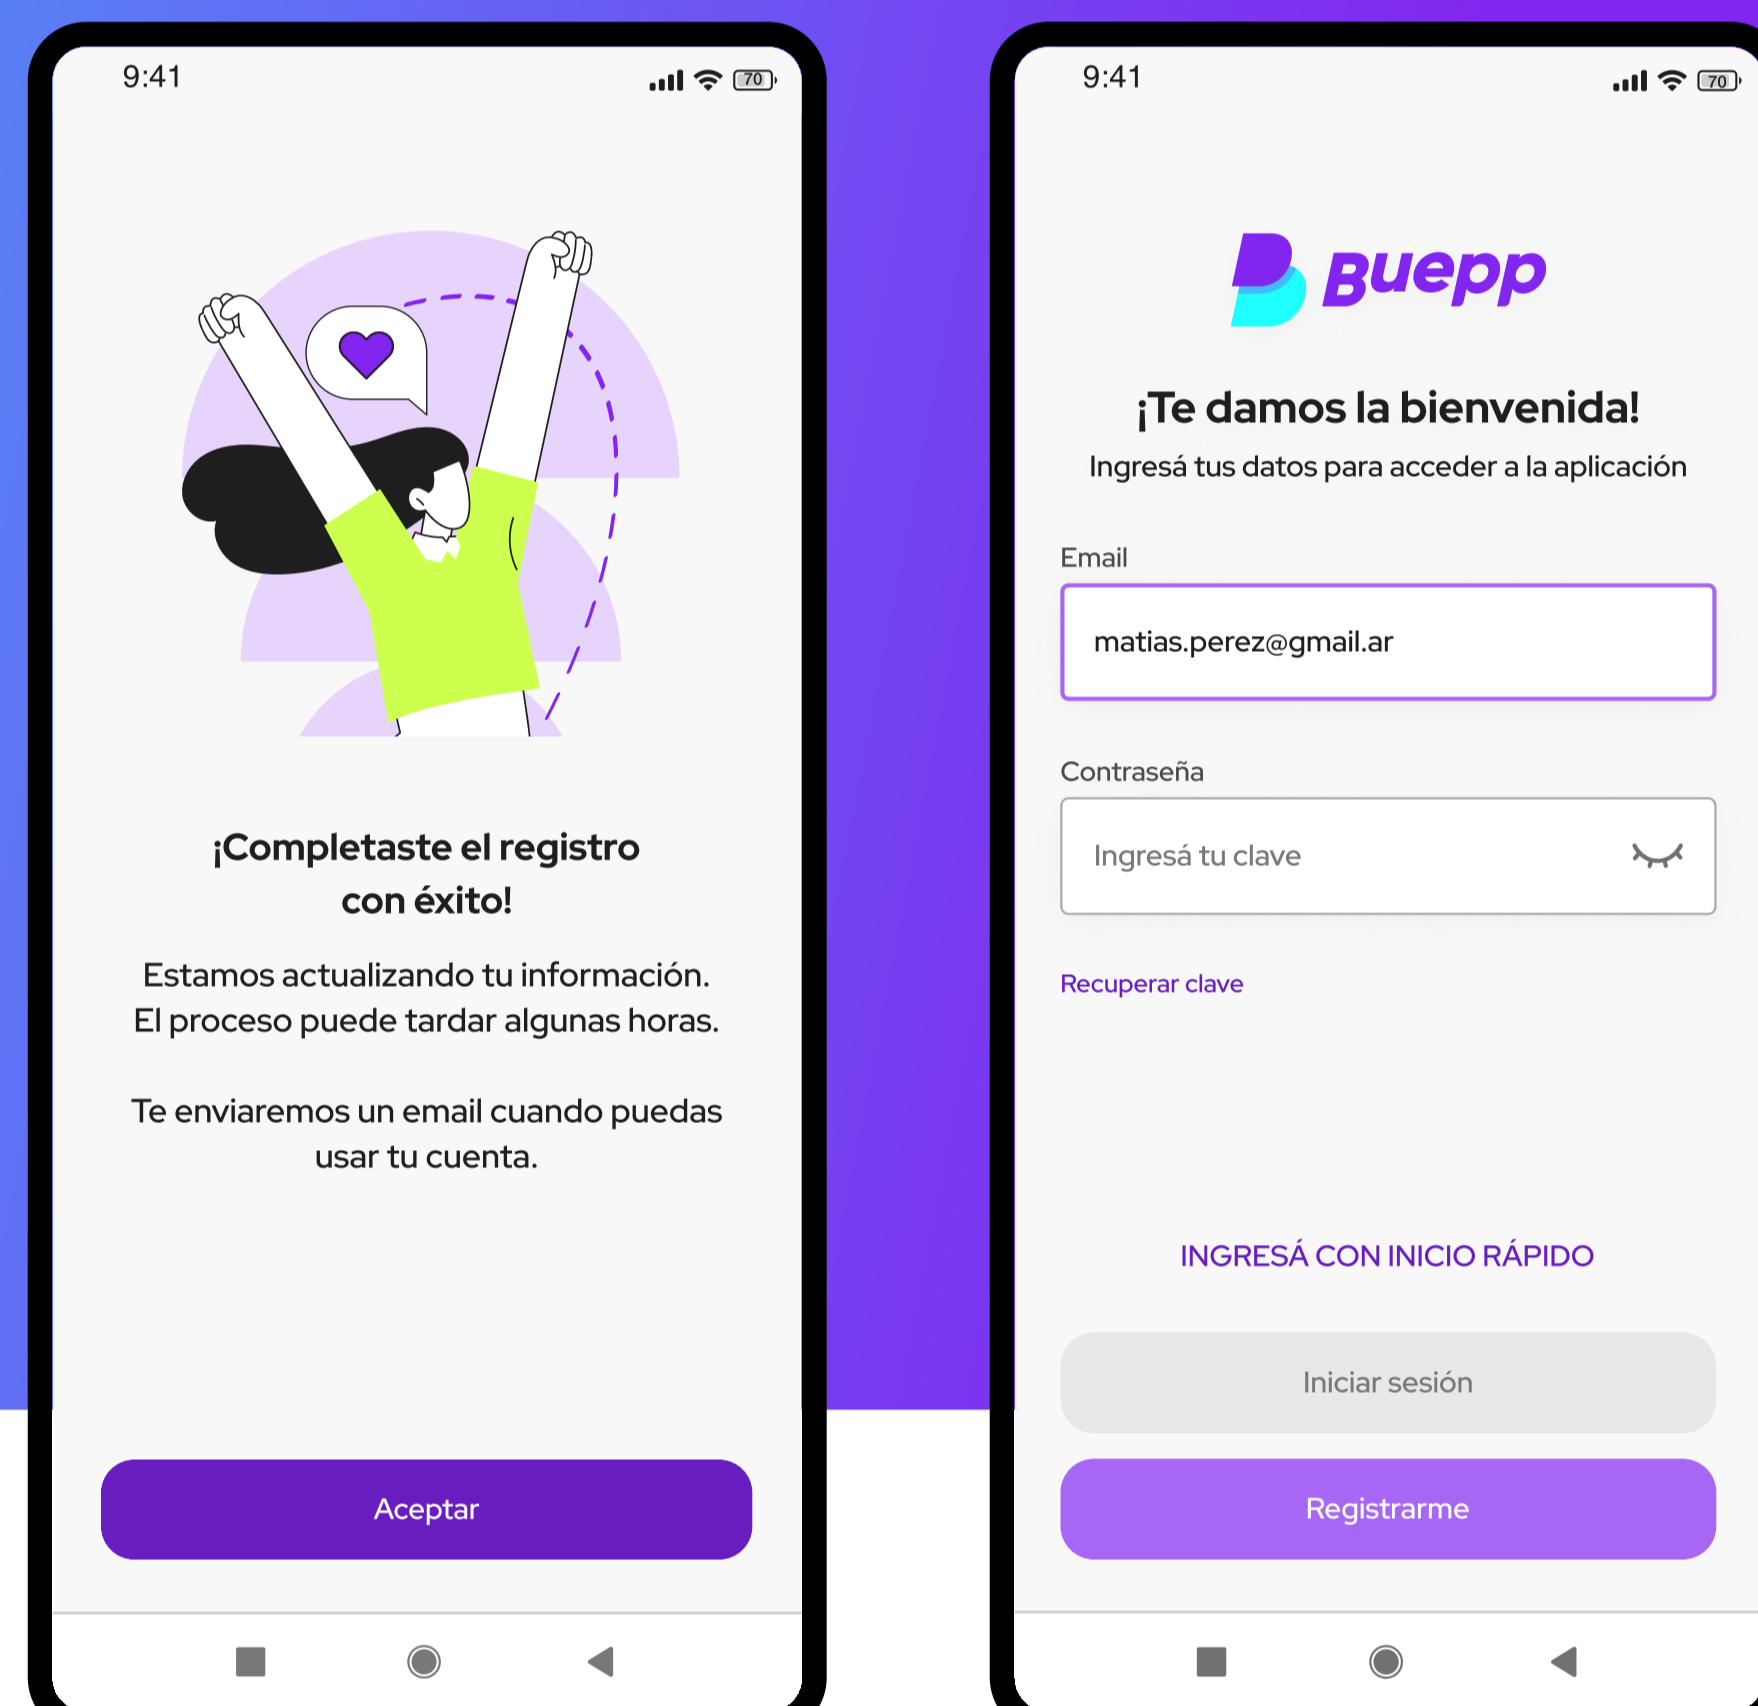 9:41
70
¡Completaste el registro
con éxito!
Estamos actualizando tu información.
El proceso puede tardar algunas horas.
Te enviaremos un email cuando puedas
usar tu cuenta.
Aceptar
9:41
70
Buepp
¡Te damos la bienvenida!
Ingresá tus datos para acceder a la aplicación
Email
matias.perez@gmail.ar
Contraseña
Ingresá tu clave
Recuperar clave
INGRESÁ CON INICIO RÁPIDO
Iniciar sesión
Registrarme